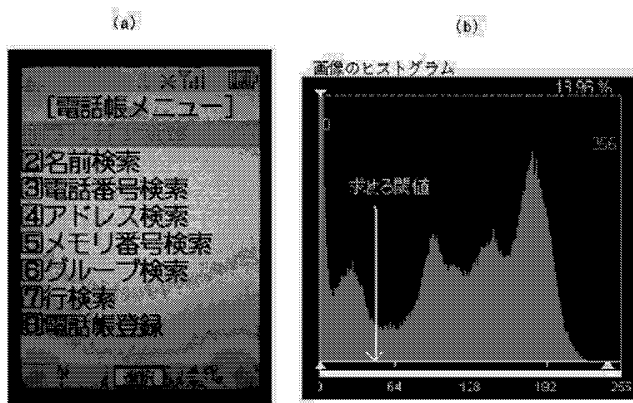 (a)
[電話帳メニュー]
2名前検索
3電話番号検索
4アドレス検索
5メモリ番号検索
6グループ検索
7行検索
8電話帳登録
(b)
画像のヒストグラム
13.96 %
0
356
求める閾値
0 64 128 192 255